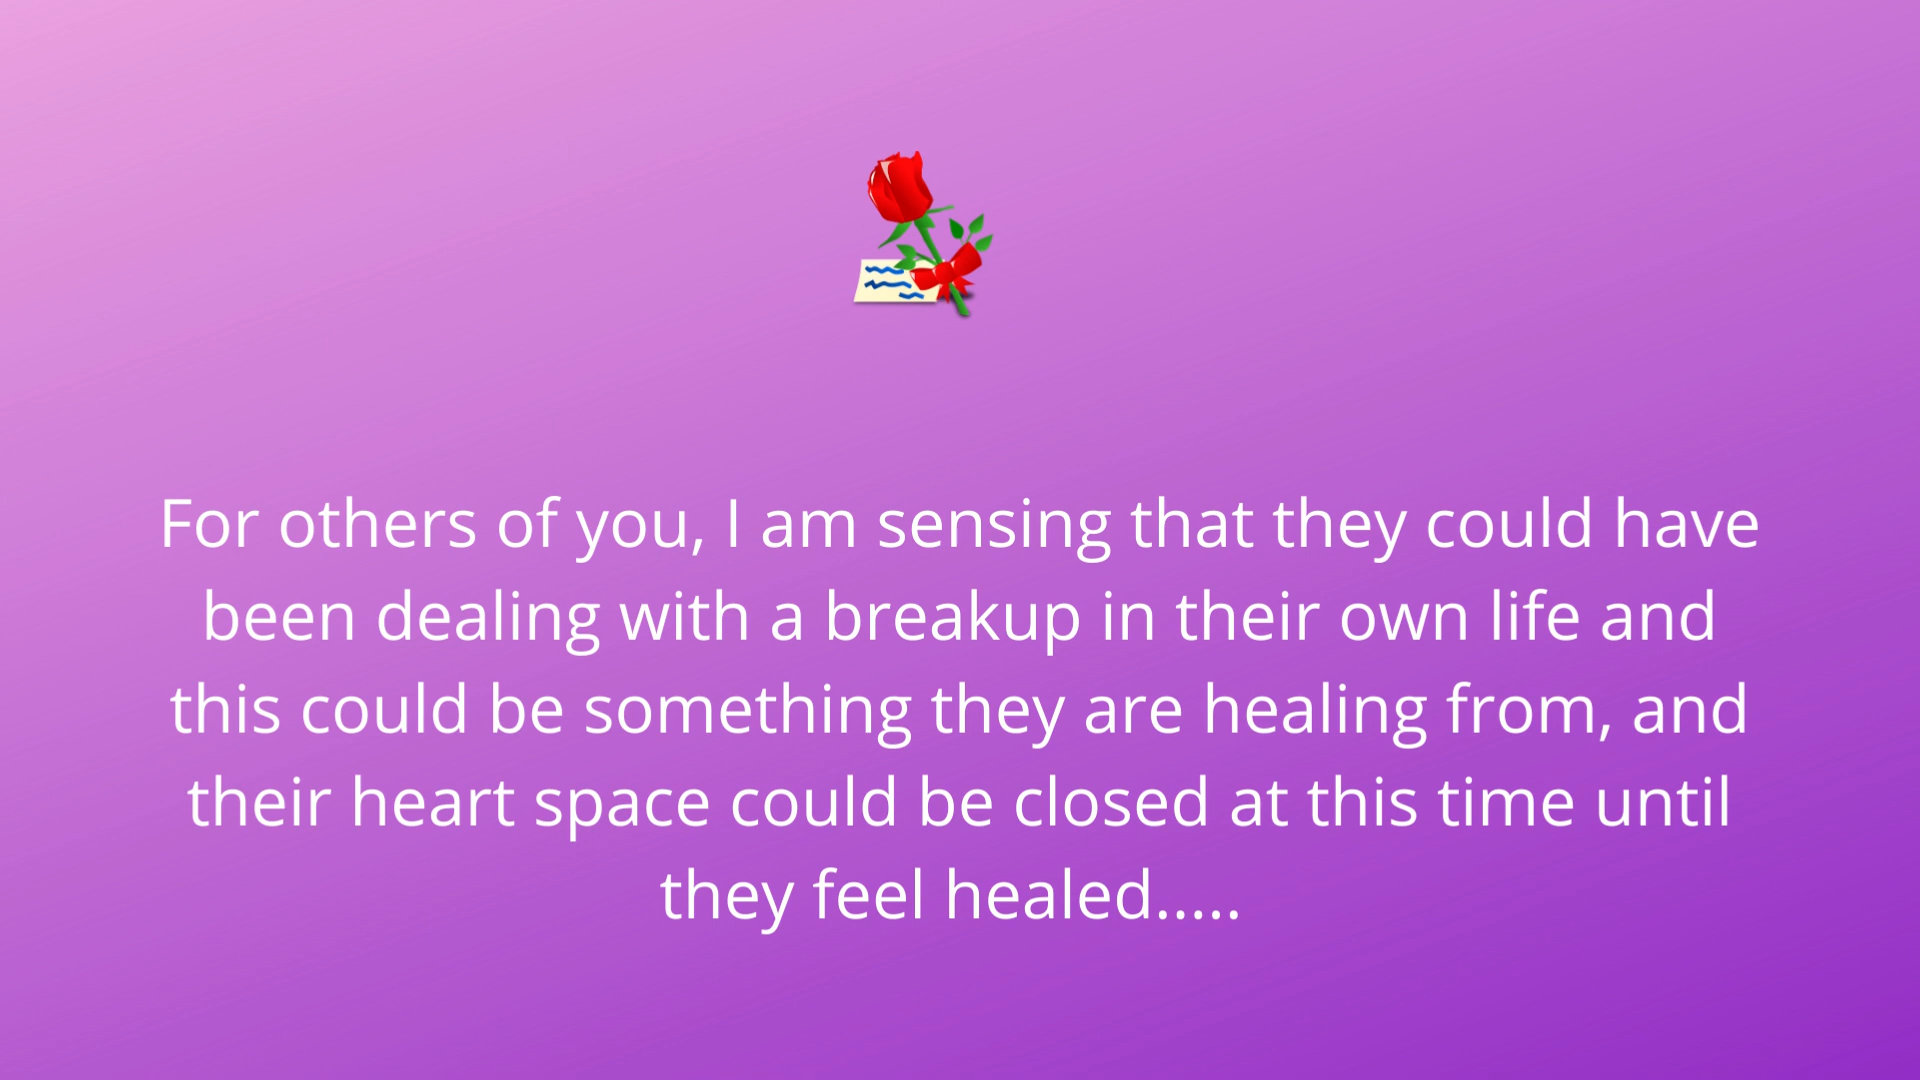 For others of you, I am sensing that they could have
been dealing with a breakup in their own life and
this could be something they are healing from, and
their heart space could be closed at this time until
they feel healed.....